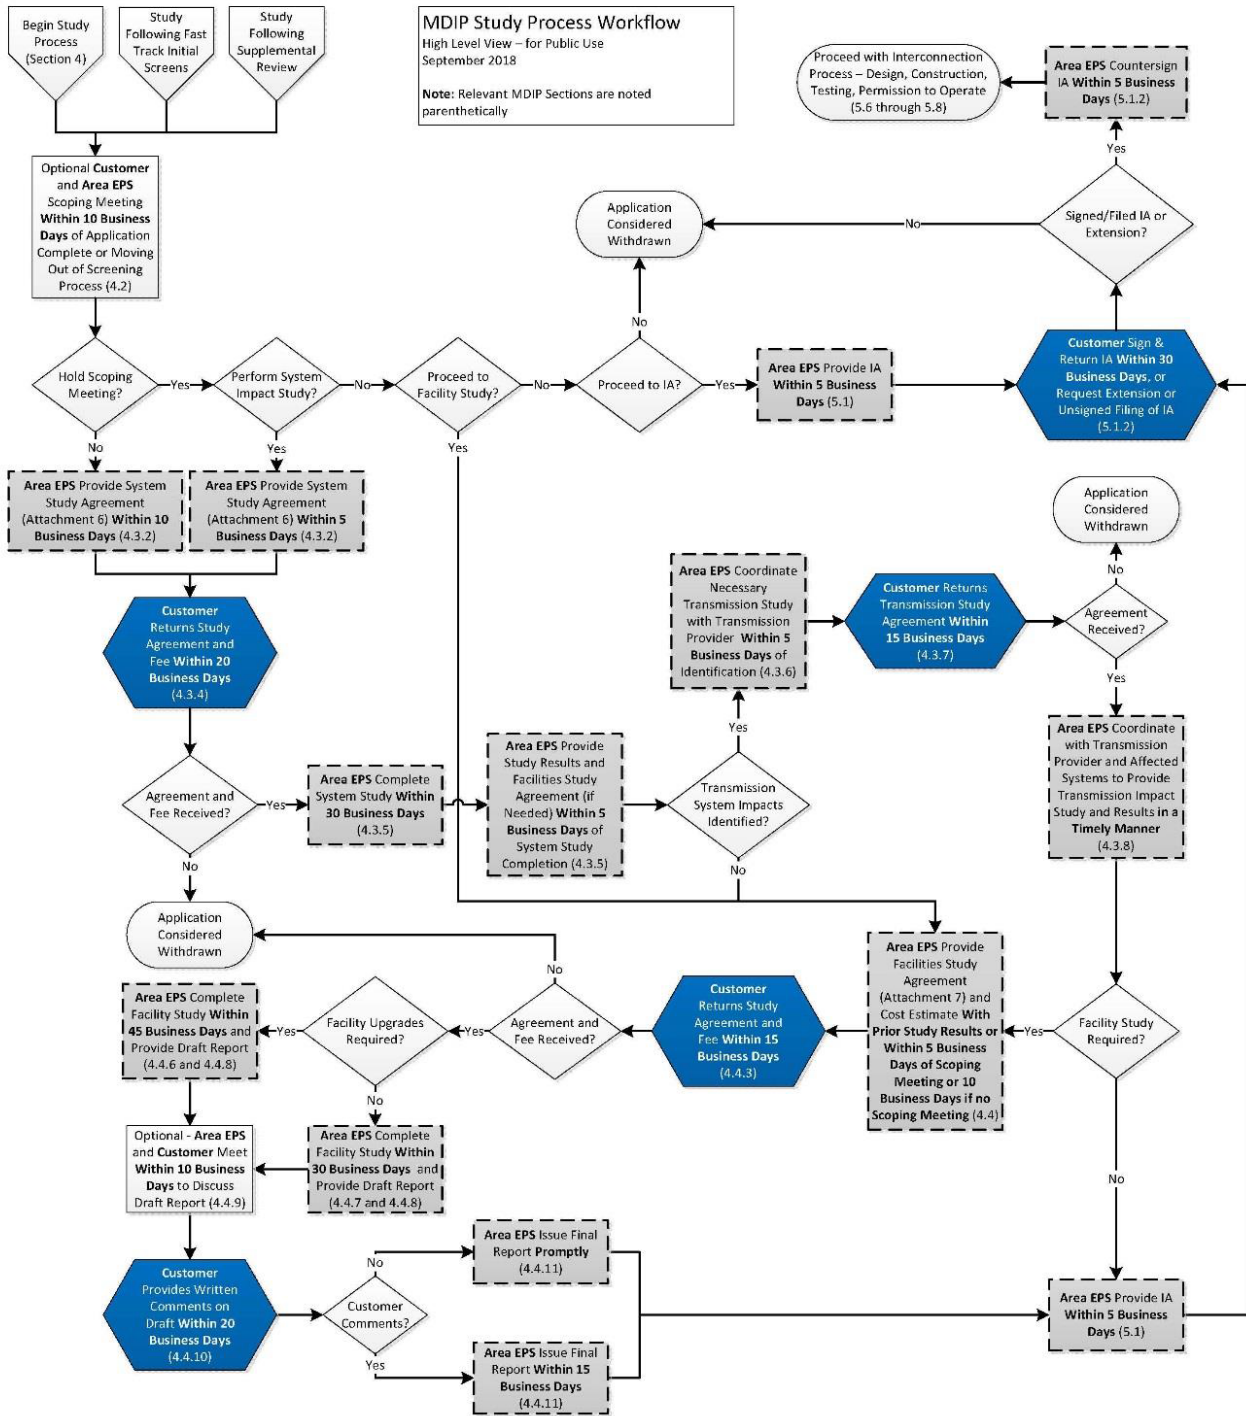 Begin Study
Process
(Section 4)
Study
Following Fast
Track Initial
Screens
Study
Following
Supplemental
Review
MDIP Study Process Workflow
High Level View – for Public Use
September 2018
Note: Relevant MDIP Sections are noted
parenthetically
Proceed with Interconnection
Process – Design, Construction,
Testing, Permission to Operate
(5.6 through 5.8)
Area EPS Countersign
IA Within 5 Business
Days (5.1.2)
Yes
Optional Customer
and Area EPS
Scoping Meeting
Within 10 Business
Days of Application
Complete or Moving
Out of Screening
Process (4.2)
Application
Considered
Withdrawn
No
Signed/Filed IA or
Extension?
No
Hold Scoping
Meeting?
Yes
Perform System
Impact Study?
No
Proceed to
Facility Study?
No
Proceed to IA?
Yes
Area EPS Provide IA
Within 5 Business
Days (5.1)
Customer Sign &
Return IA Within 30
Business Days, or
Request Extension or
Unsigned Filing of IA
(5.1.2)
No
Yes
Yes
Area EPS Provide System
Study Agreement
(Attachment 6) Within 10
Business Days (4.3.2)
Area EPS Provide System
Study Agreement
(Attachment 6) Within 5
Business Days (4.3.2)
Application
Considered
Withdrawn
No
Customer
Returns Study
Agreement and
Fee Within 20
Business Days
(4.3.4)
Area EPS Coordinate
Necessary
Transmission Study
with Transmission
Provider Within 5
Business Days of
Identification (4.3.6)
Customer Returns
Transmission Study
Agreement Within
15 Business Days
(4.3.7)
Agreement
Received?
Yes
Yes
Agreement and
Fee Received?
Yes
Area EPS Complete
System Study Within
30 Business Days
(4.3.5)
Area EPS Provide
Study Results and
Facilities Study
Agreement (if
Needed) Within 5
Business Days of
System Study
Completion (4.3.5)
Transmission
System Impacts
Identified?
Area EPS Coordinate
with Transmission
Provider and Affected
Systems to Provide
Transmission Impact
Study and Results in a
Timely Manner
(4.3.8)
No
No
Application
Considered
Withdrawn
No
Area EPS Complete
Facility Study Within
45 Business Days and
Provide Draft Report
(4.4.6 and 4.4.8)
Yes
Facility Upgrades
Required?
Yes
Agreement and
Fee Received?
Customer
Returns Study
Agreement and
Fee Within 15
Business Days
(4.4.3)
Area EPS Provide
Facilities Study
Agreement
(Attachment 7) and
Cost Estimate With
Prior Study Results or
Within 5 Business
Days of Scoping
Meeting or 10
Business Days if no
Scoping Meeting (4.4)
Yes
Facility Study
Required?
No
Optional - Area EPS
and Customer Meet
Within 10 Business
Days to Discuss
Draft Report (4.4.9)
Area EPS Complete
Facility Study Within
30 Business Days and
Provide Draft Report
(4.4.7 and 4.4.8)
No
Customer
Provides Written
Comments on
Draft Within 20
Business Days
(4.4.10)
No
Customer
Comments?
Yes
Area EPS Issue Final
Report Promptly
(4.4.11)
Area EPS Issue Final
Report Within 15
Business Days
(4.4.11)
Area EPS Provide IA
Within 5 Business
Days (5.1)